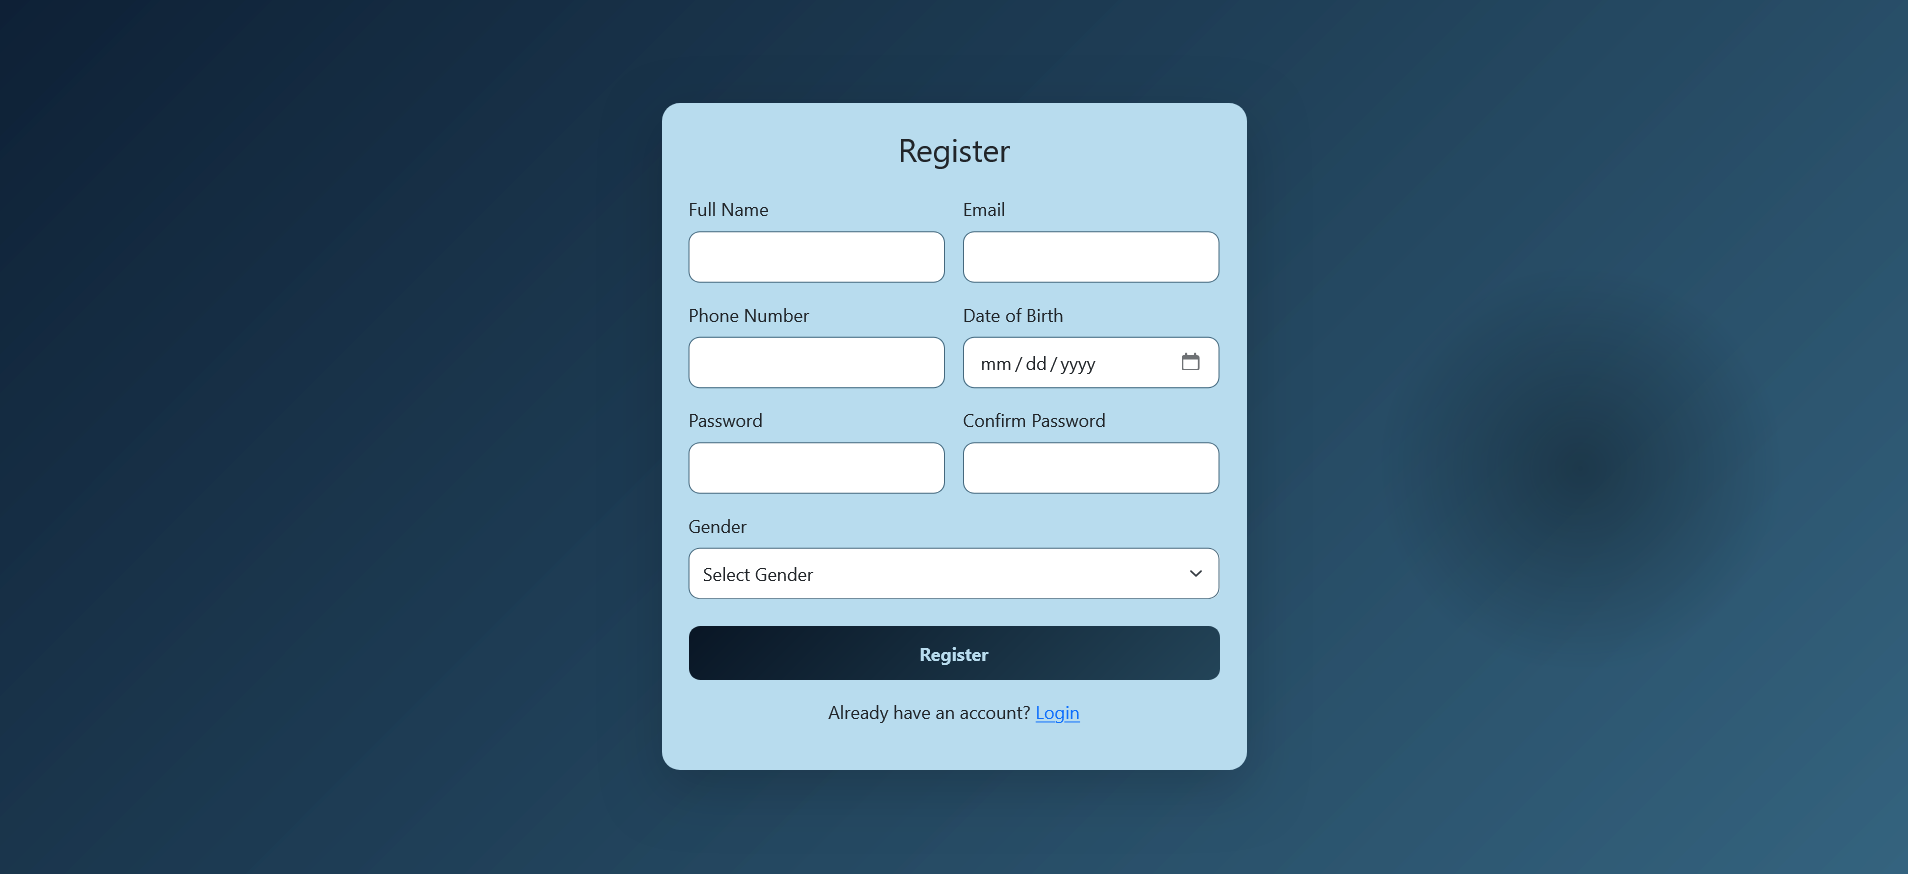 Register
Full Name
Email
Phone Number
Date of Birth
mm/dd/yyyy
Password
Confirm Password
Gender
Select Gender
Register
Already have an account? Login